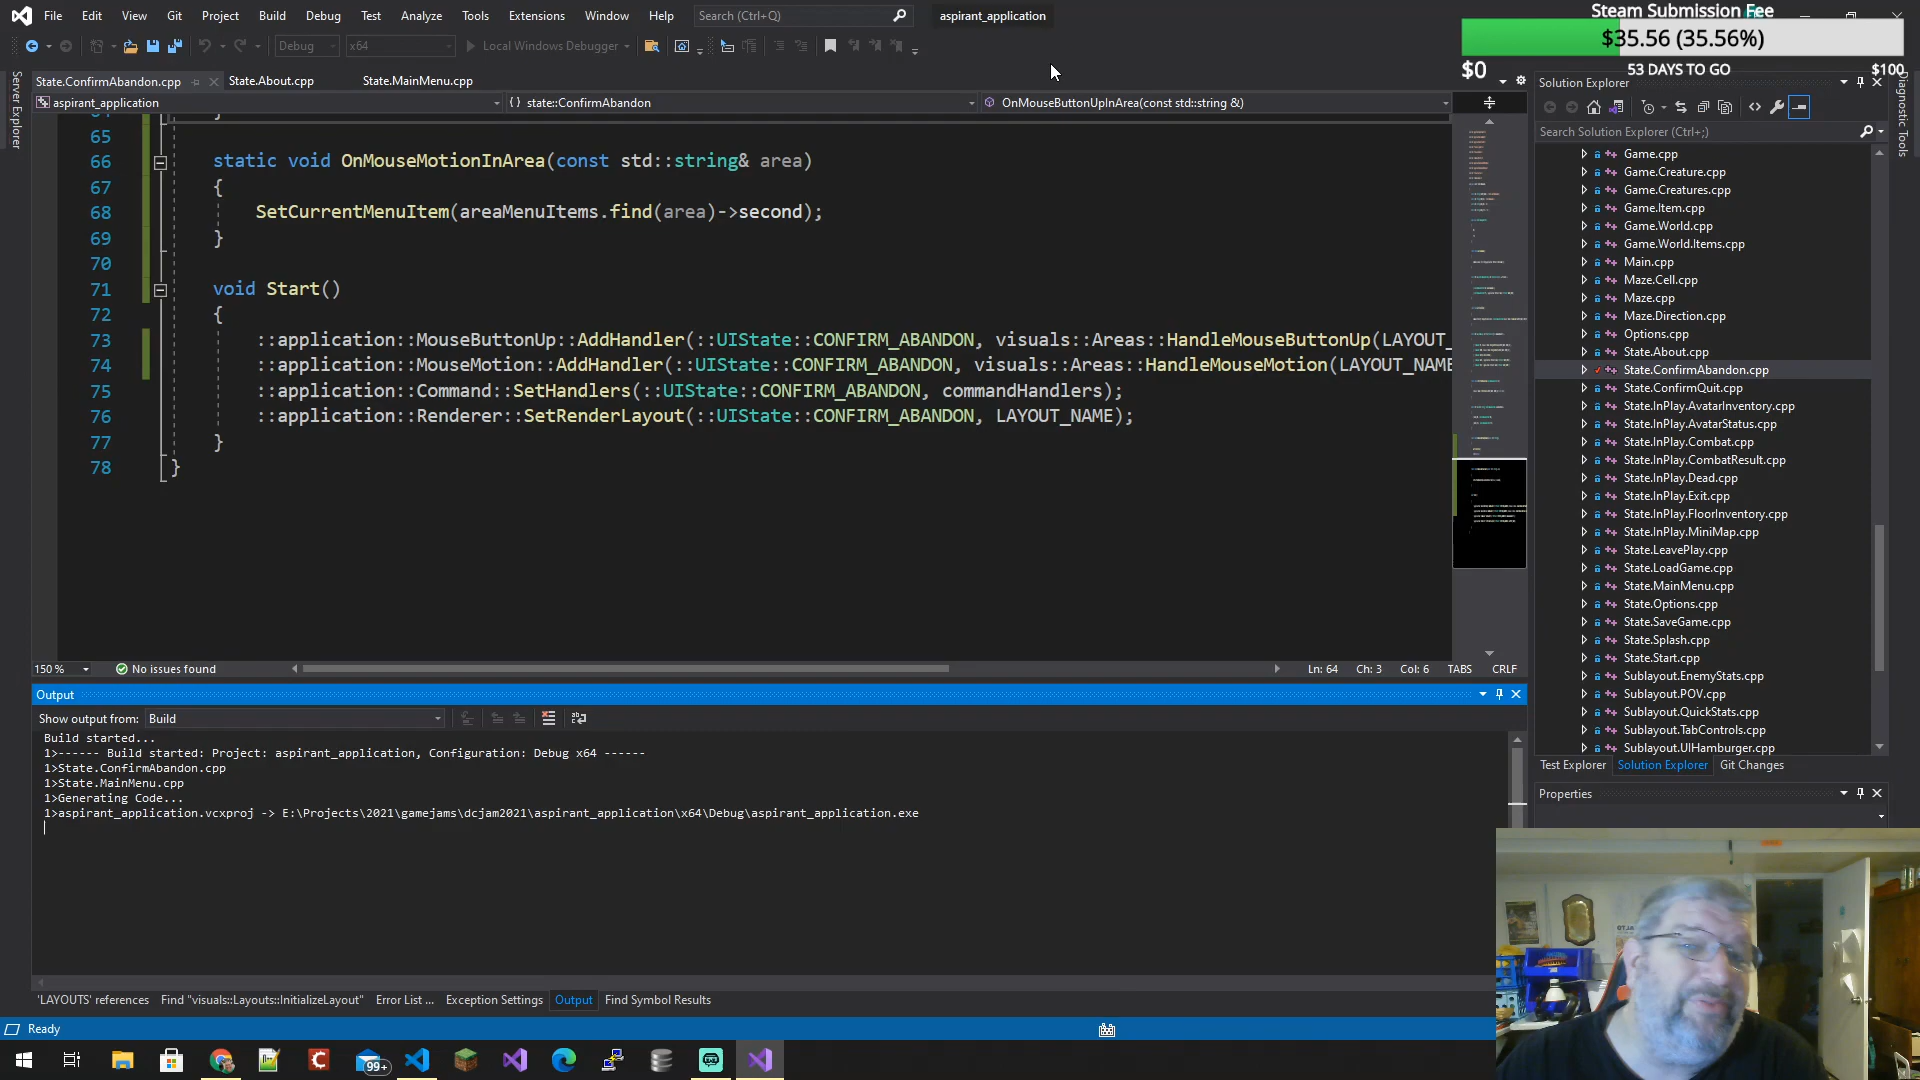 File Edit View Git Project Build Debug Test Analyze Tools Extensions Window Help Search (Ctrl+Q) aspirant_application
Steam Submission Fee
$35.56 (35.56%)
$0 53 DAYS TO GO $100
Debug x64 Local Windows Debugger
Server Explorer
State.ConfirmAbandon.cpp State.About.cpp State.MainMenu.cpp
aspirant_application {} state::ConfirmAbandon OnMouseButtonUpInArea(const std::string &)
65
66 static void OnMouseMotionInArea(const std::string& area)
67 {
68 SetCurrentMenuItem(areaMenuItems.find(area)->second);
69 }
70
71 void Start()
72 {
73 ::application::MouseButtonUp::AddHandler(::UIState::CONFIRM_ABANDON, visuals::Areas::HandleMouseButtonUp(LAYOUT_
74 ::application::MouseMotion::AddHandler(::UIState::CONFIRM_ABANDON, visuals::Areas::HandleMouseMotion(LAYOUT_NAME
75 ::application::Command::SetHandlers(::UIState::CONFIRM_ABANDON, commandHandlers);
76 ::application::Renderer::SetRenderLayout(::UIState::CONFIRM_ABANDON, LAYOUT_NAME);
77 }
78 }
150 % No issues found Ln: 64 Ch: 3 Col: 6 TABS CRLF
Output
Show output from: Build
Build started...
1>------ Build started: Project: aspirant_application, Configuration: Debug x64 ------
1>State.ConfirmAbandon.cpp
1>State.MainMenu.cpp
1>Generating Code...
1>aspirant_application.vcxproj -> E:\Projects\2021\gamejams\dcjam2021\aspirant_application\x64\Debug\aspirant_application.exe
'LAYOUTS' references Find "visuals::Layouts::InitializeLayout" Error List ... Exception Settings Output Find Symbol Results
Ready
99+
Solution Explorer
Search Solution Explorer (Ctrl+;)
Game.cpp
Game.Creature.cpp
Game.Creatures.cpp
Game.Item.cpp
Game.World.cpp
Game.World.Items.cpp
Main.cpp
Maze.Cell.cpp
Maze.cpp
Maze.Direction.cpp
Options.cpp
State.About.cpp
State.ConfirmAbandon.cpp
State.ConfirmQuit.cpp
State.InPlay.AvatarInventory.cpp
State.InPlay.AvatarStatus.cpp
State.InPlay.Combat.cpp
State.InPlay.CombatResult.cpp
State.InPlay.Dead.cpp
State.InPlay.Exit.cpp
State.InPlay.FloorInventory.cpp
State.InPlay.MiniMap.cpp
State.LeavePlay.cpp
State.LoadGame.cpp
State.MainMenu.cpp
State.Options.cpp
State.SaveGame.cpp
State.Splash.cpp
State.Start.cpp
Sublayout.EnemyStats.cpp
Sublayout.POV.cpp
Sublayout.QuickStats.cpp
Sublayout.TabControls.cpp
Sublayout.UIHamburger.cpp
Test Explorer Solution Explorer Git Changes
Properties
Diagnostic Tools